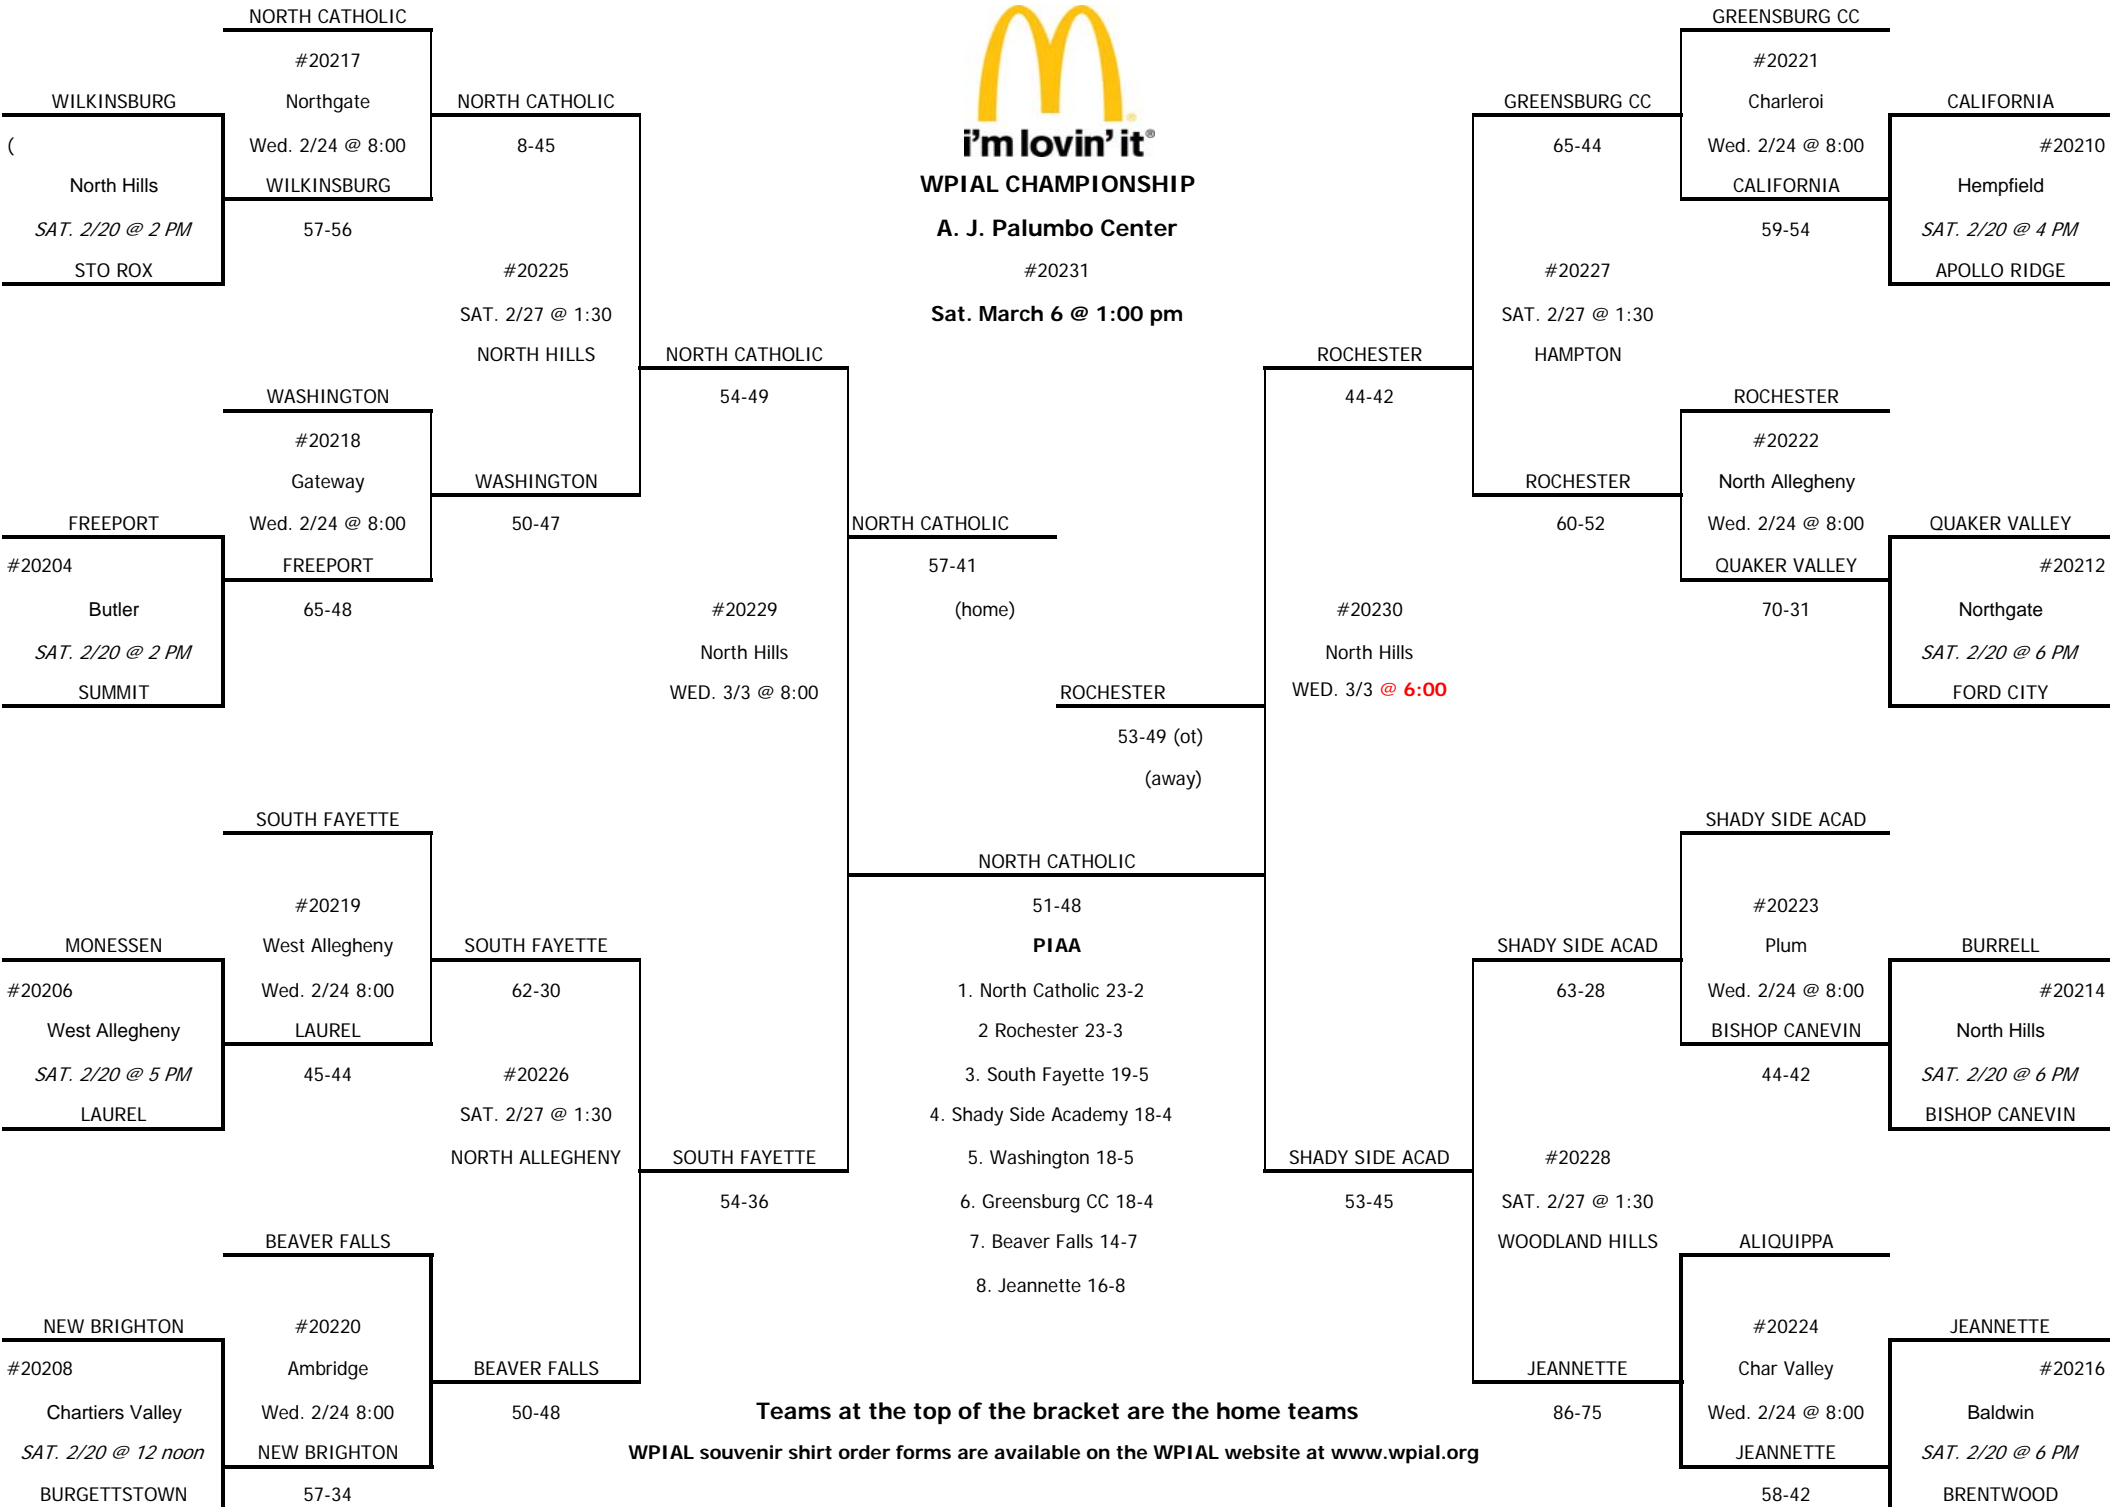 NORTH CATHOLIC
#20217
WILKINSBURG
Northgate
NORTH CATHOLIC
(
Wed. 2/24 @ 8:00
8-45
North Hills
WILKINSBURG
SAT. 2/20 @ 2 PM
57-56
STO ROX
#20225
SAT. 2/27 @ 1:30
NORTH HILLS
NORTH CATHOLIC
WASHINGTON
54-49
#20218
Gateway
WASHINGTON
FREEPORT
Wed. 2/24 @ 8:00
50-47
#20204
FREEPORT
Butler
65-48
SAT. 2/20 @ 2 PM
SUMMIT
#20229
North Hills
WED. 3/3 @ 8:00
NORTH CATHOLIC
57-41
(home)
SOUTH FAYETTE
#20219
MONESSEN
West Allegheny
SOUTH FAYETTE
#20206
Wed. 2/24 8:00
62-30
West Allegheny
LAUREL
SAT. 2/20 @ 5 PM
45-44
LAUREL
#20226
SAT. 2/27 @ 1:30
NORTH ALLEGHENY
SOUTH FAYETTE
54-36
BEAVER FALLS
NEW BRIGHTON
#20220
#20208
Ambridge
BEAVER FALLS
Chartiers Valley
Wed. 2/24 8:00
50-48
SAT. 2/20 @ 12 noon
NEW BRIGHTON
BURGETTSTOWN
57-34
i'm lovin' it®
WPIAL CHAMPIONSHIP
A. J. Palumbo Center
#20231
Sat. March 6 @ 1:00 pm
ROCHESTER
53-49 (ot)
(away)
NORTH CATHOLIC
51-48
PIAA
1. North Catholic 23-2
2 Rochester 23-3
3. South Fayette 19-5
4. Shady Side Academy 18-4
5. Washington 18-5
6. Greensburg CC 18-4
7. Beaver Falls 14-7
8. Jeannette 16-8
Teams at the top of the bracket are the home teams
WPIAL souvenir shirt order forms are available on the WPIAL website at www.wpial.org
GREENSBURG CC
#20221
GREENSBURG CC
Charleroi
CALIFORNIA
65-44
Wed. 2/24 @ 8:00
#20210
CALIFORNIA
Hempfield
59-54
SAT. 2/20 @ 4 PM
#20227
APOLLO RIDGE
SAT. 2/27 @ 1:30
ROCHESTER
HAMPTON
44-42
ROCHESTER
#20222
ROCHESTER
North Allegheny
60-52
Wed. 2/24 @ 8:00
QUAKER VALLEY
QUAKER VALLEY
#20212
#20230
70-31
Northgate
North Hills
SAT. 2/20 @ 6 PM
WED. 3/3 @ 6:00
FORD CITY
SHADY SIDE ACAD
#20223
SHADY SIDE ACAD
Plum
BURRELL
63-28
Wed. 2/24 @ 8:00
#20214
BISHOP CANEVIN
North Hills
44-42
SAT. 2/20 @ 6 PM
BISHOP CANEVIN
SHADY SIDE ACAD
#20228
53-45
SAT. 2/27 @ 1:30
WOODLAND HILLS
ALIQUIPPA
#20224
JEANNETTE
JEANNETTE
Char Valley
#20216
86-75
Wed. 2/24 @ 8:00
Baldwin
JEANNETTE
SAT. 2/20 @ 6 PM
58-42
BRENTWOOD